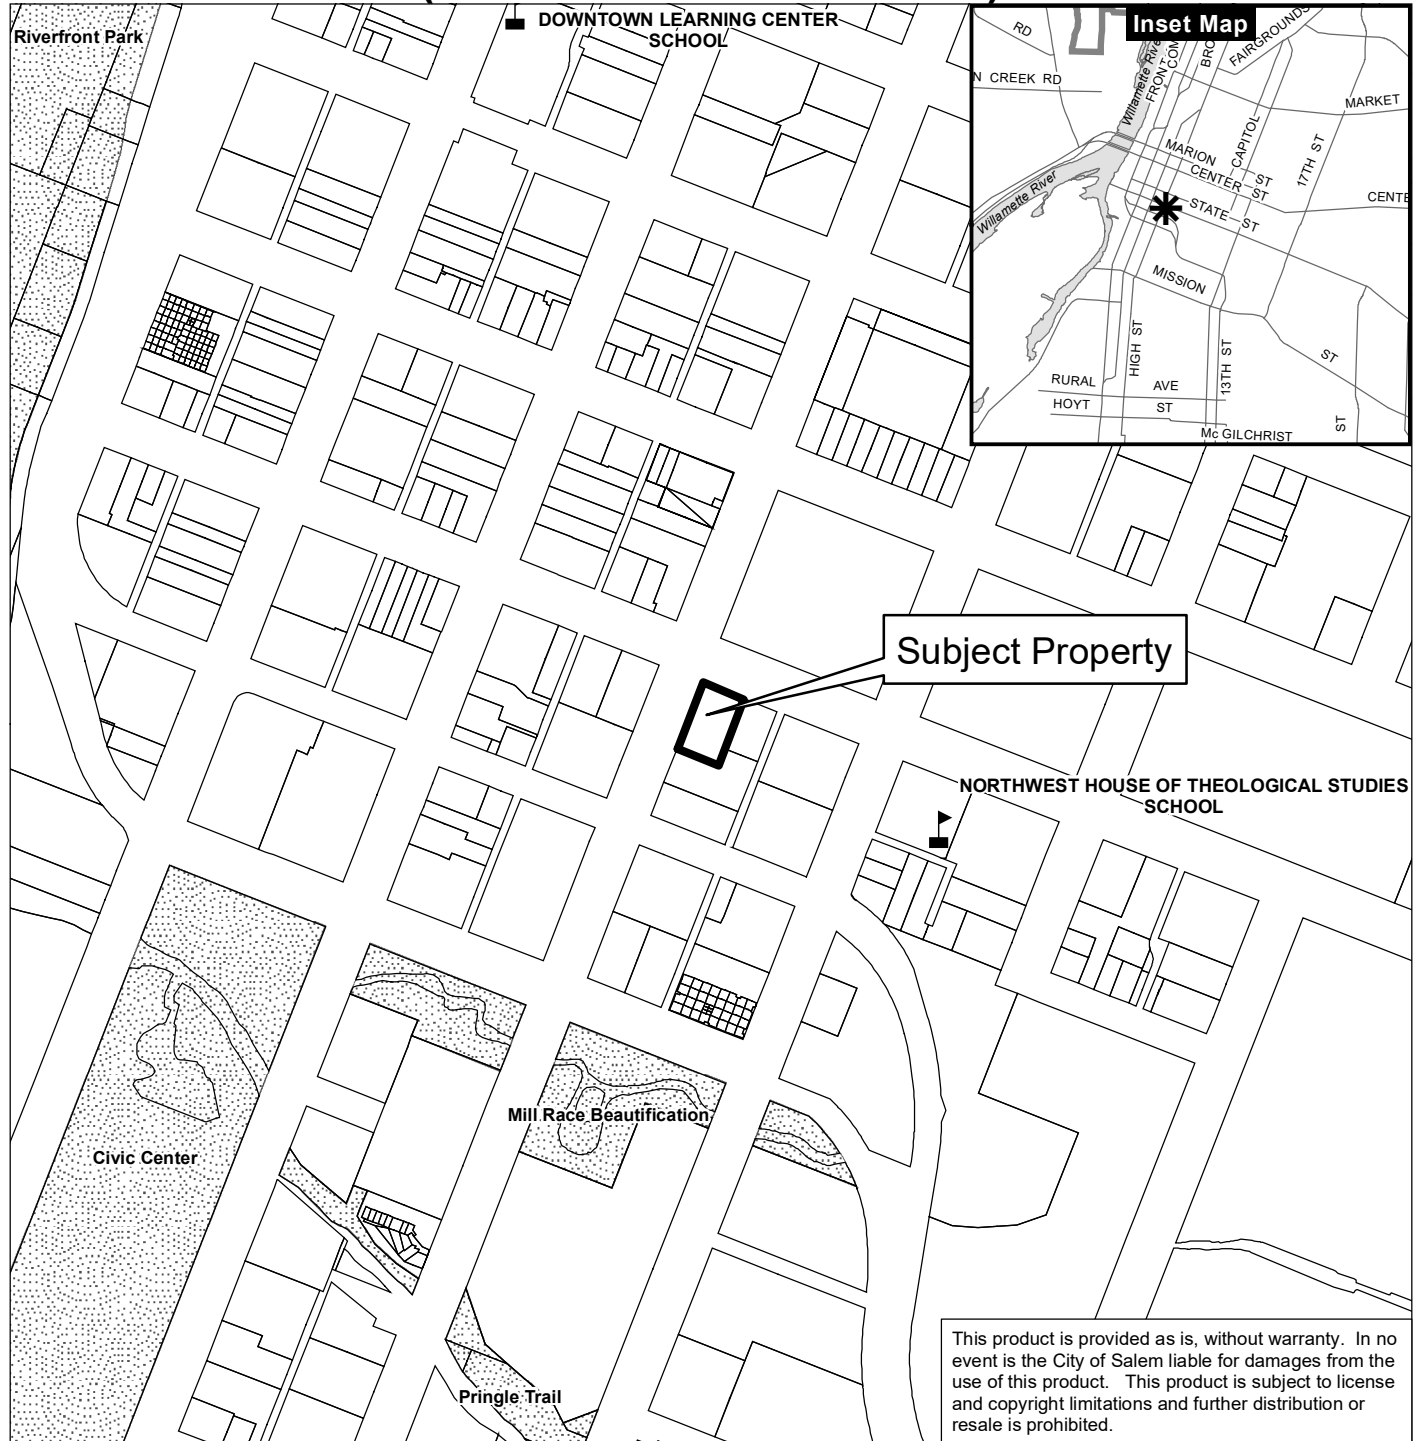 DOWNTOWN LEARNING CENTER
SCHOOL
Riverfront Park
Inset Map
RD
FAIRGROUNDS
BRO
COM
FRONT
Willamette River
N CREEK RD
MARKET
CAPITOL
17TH ST
MARION ST
CENTER ST
CENTE
Willamette River
STATE ST
MISSION
ST
HIGH ST
13TH ST
RURAL AVE
HOYT ST
ST
Mc GILCHRIST
Subject Property
NORTHWEST HOUSE OF THEOLOGICAL STUDIES
SCHOOL
Mill Race Beautification
Civic Center
Pringle Trail
This product is provided as is, without warranty. In no
event is the City of Salem liable for damages from the
use of this product. This product is subject to license
and copyright limitations and further distribution or
resale is prohibited.